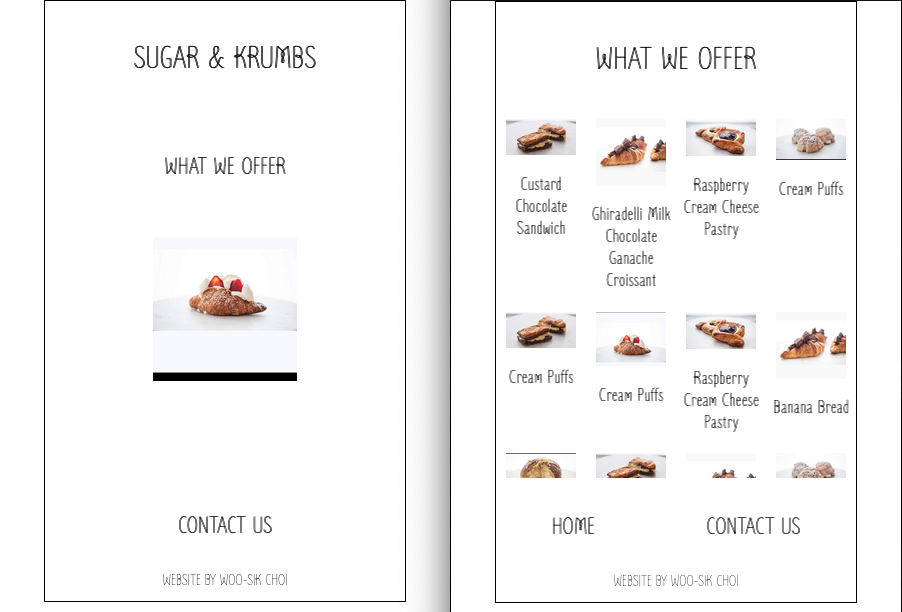 SUGAR & KRUMBS
WHAT WE OFFER
CONTACT US
WEBSITE BY WOO-SIK CHOI
WHAT WE OFFER
Custard
Chocolate
Sandwich
Ghiradelli Milk
Chocolate
Ganache
Croissant
Raspberry
Cream Cheese
Pastry
Cream Puffs
Cream Puffs
Cream Puffs
Raspberry
Cream Cheese
Pastry
Banana Bread
HOME
CONTACT US
WEBSITE BY WOO-SIK CHOI